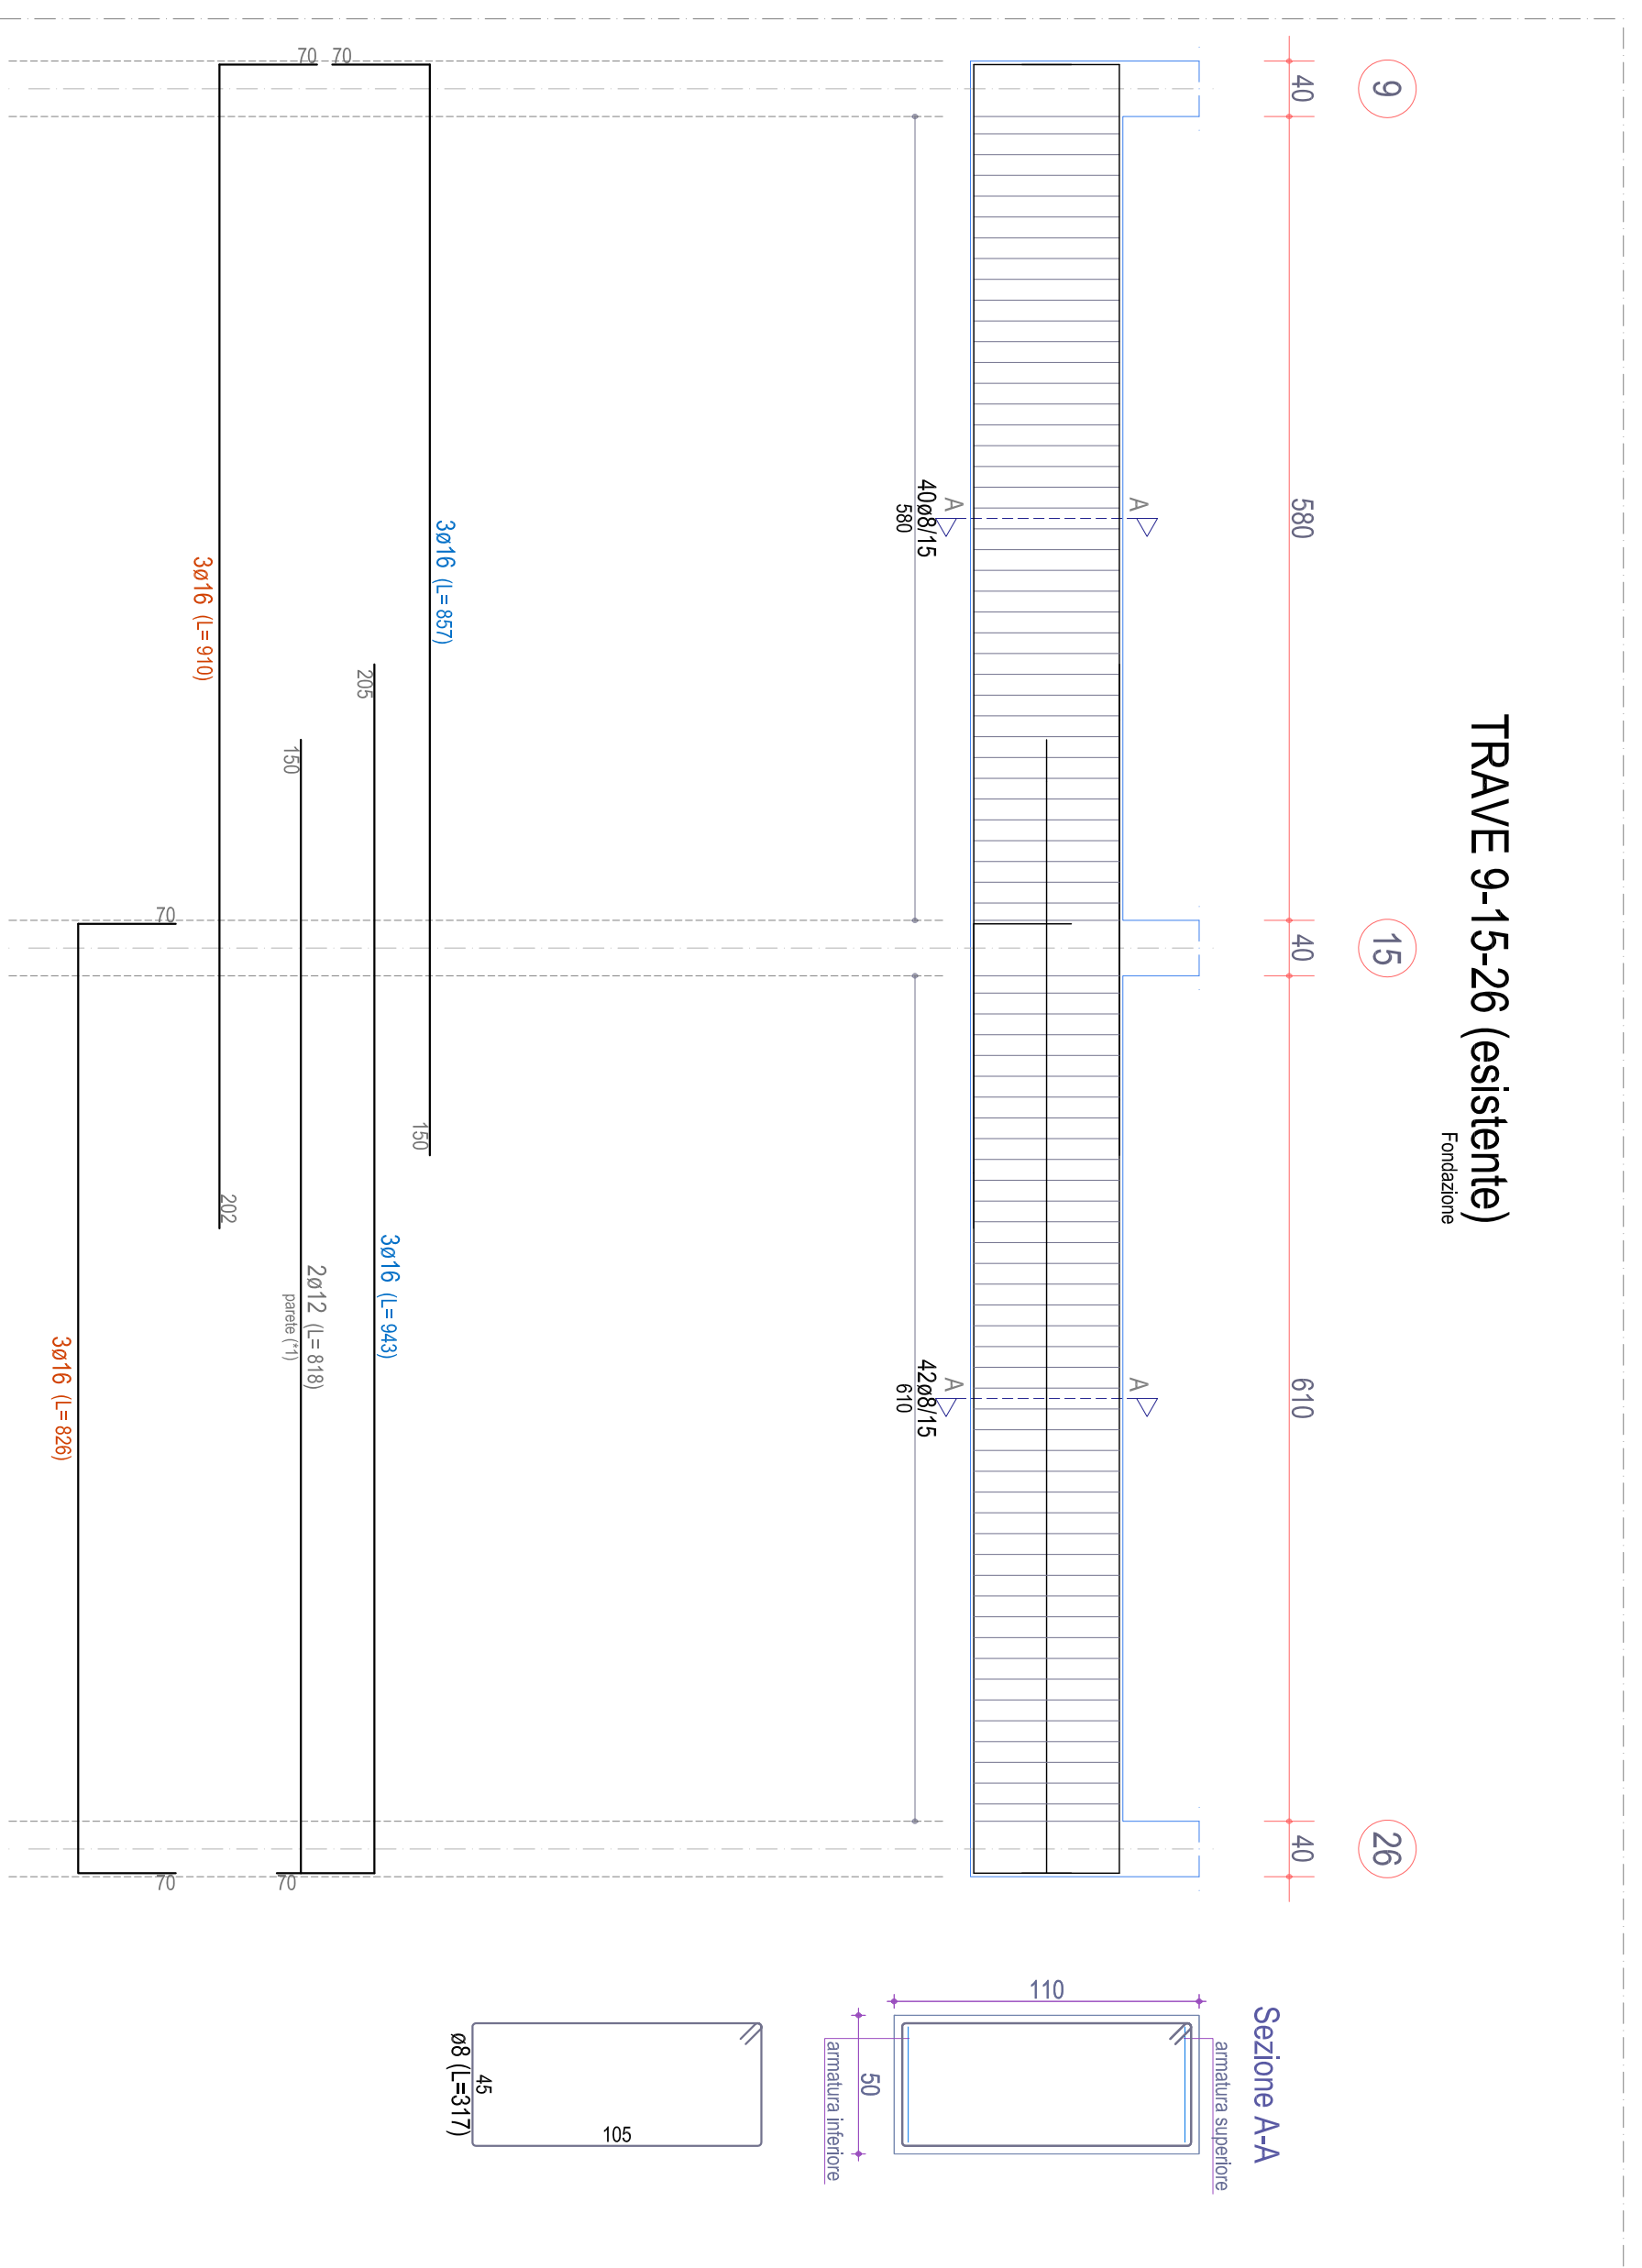 TRAVE 9-15-26 (esistente)
Fondazione
9
15
26
40
580
40
610
40
A
A
A
A
40ø8/15
580
42ø8/15
610
70
70
3ø16 (L= 857)
150
205
3ø16 (L= 943)
70
150
2ø12 (L= 818)
parete (*1)
3ø16 (L= 910)
202
70
3ø16 (L= 826)
70
Sezione A-A
armatura superiore
110
50
armatura inferiore
105
45
ø8 (L=317)